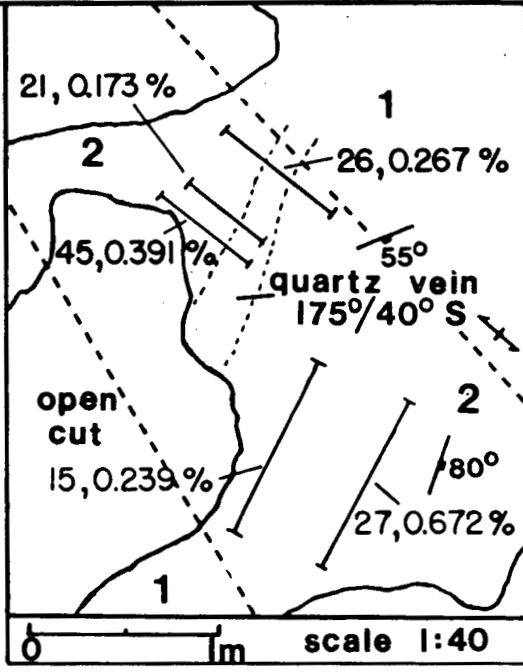 21, 0.173 %
1
2
26, 0.267 %
45, 0.391 %
55°
quartz vein
175°/40° S
open
cut
2
15, 0.239 %
80°
27, 0.672 %
1
0 1m scale 1:40